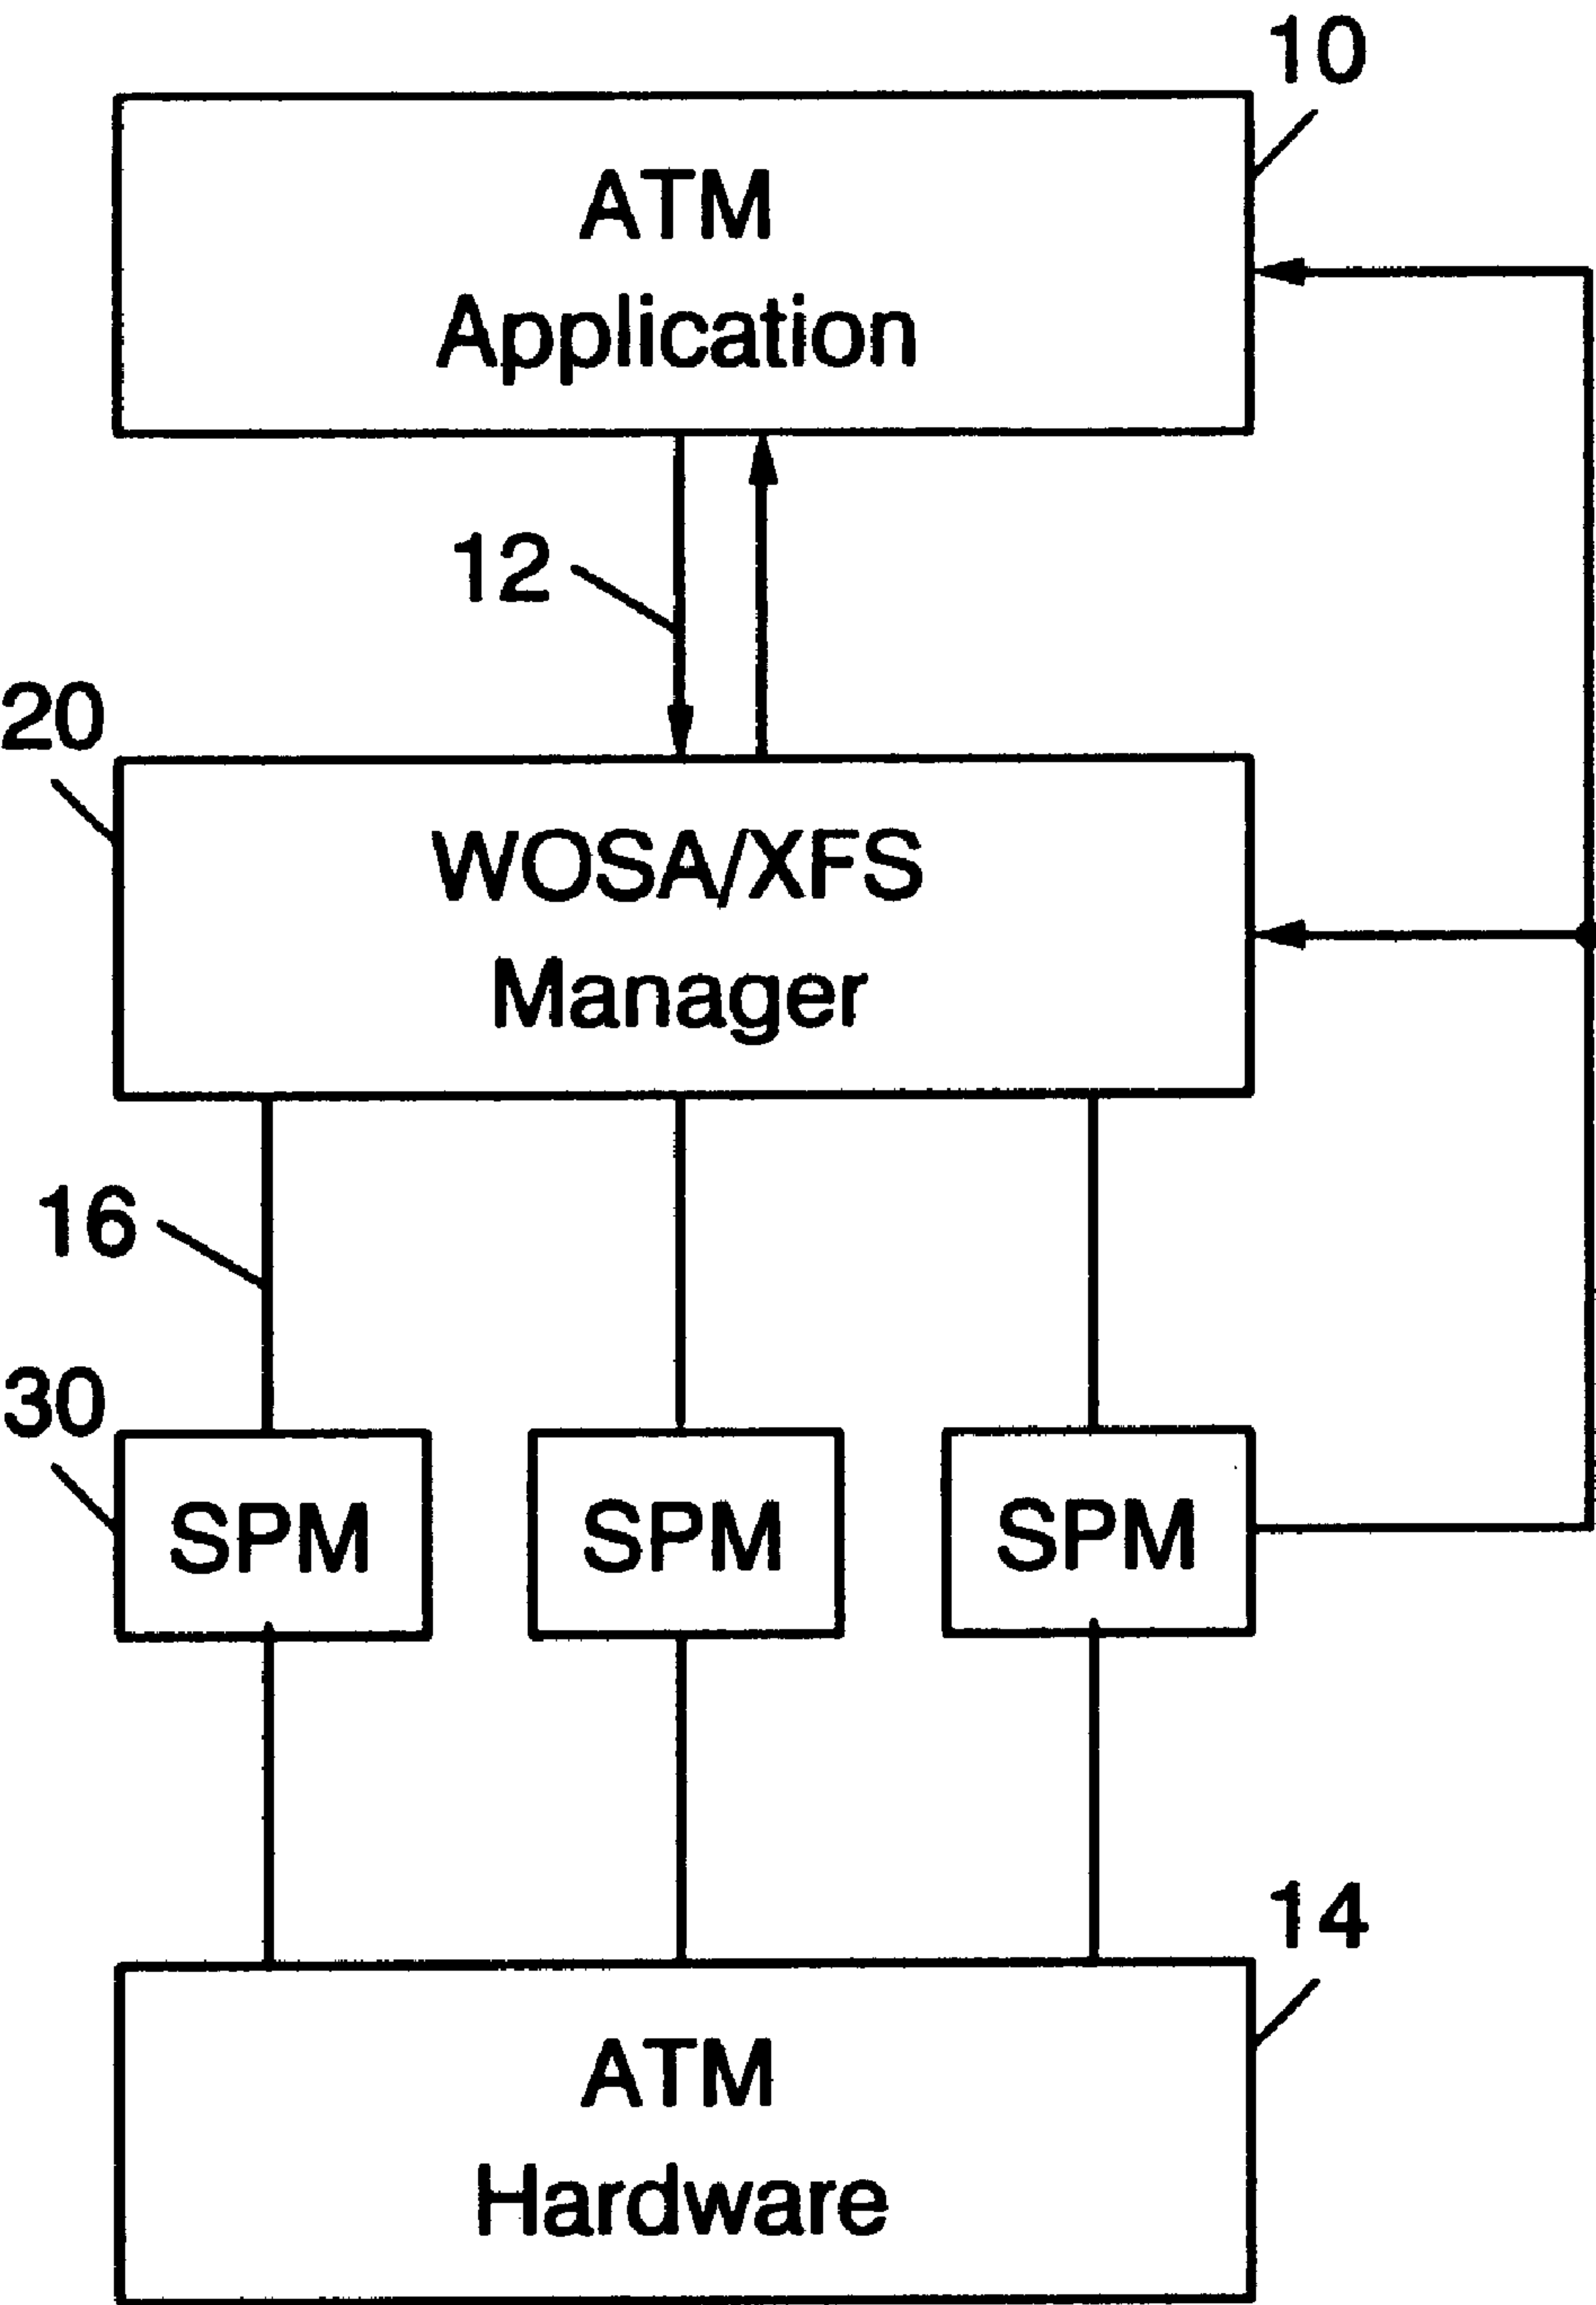 10
ATM
Application
12
20
WOSA/XFS
Manager
16
30
SPM SPM SPM
14
ATM
Hardware